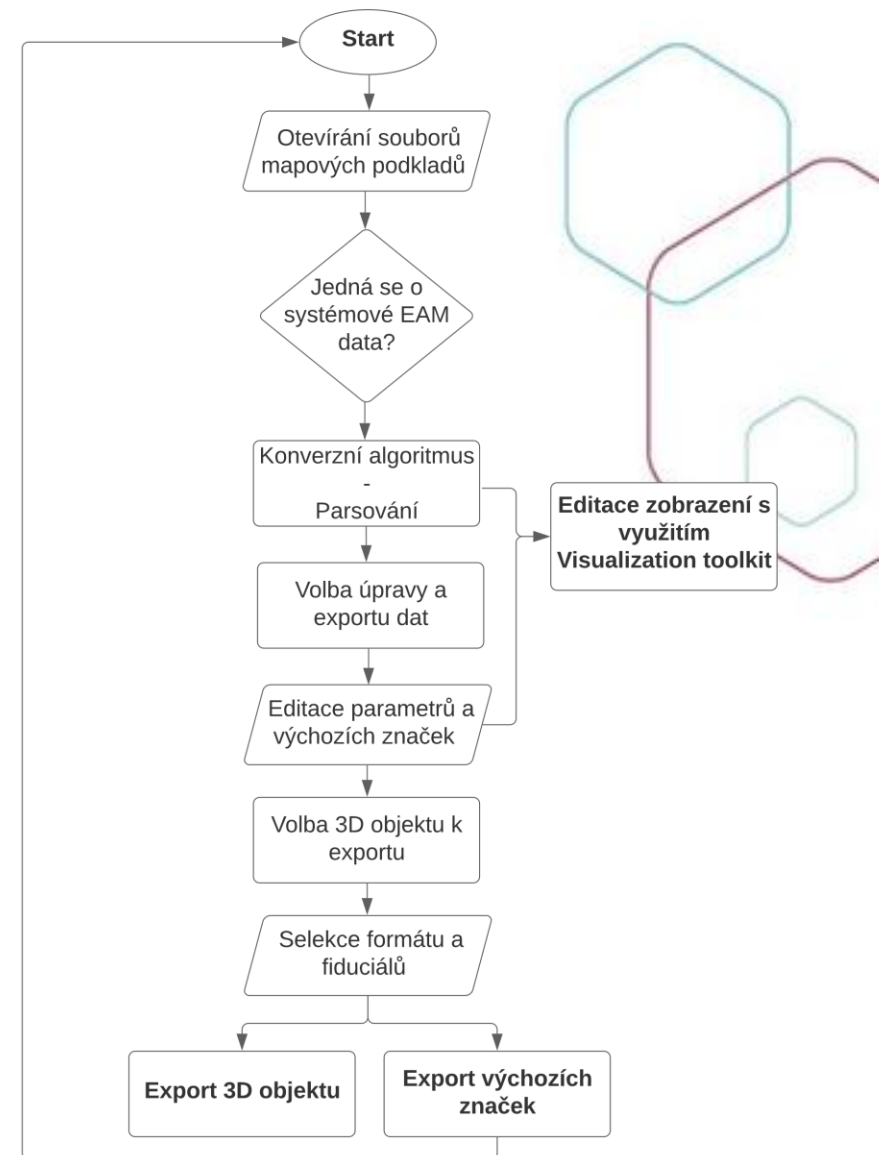 Start
Otevírání souborů
mapových podkladů
Jedná se o
systémové EAM
data?
Konverzní algoritmus
-
Parsování
Editace zobrazení s
využitím
Visualization toolkit
Volba úpravy a
exportu dat
Editace parametrů a
výchozích značek
Volba 3D objektu k
exportu
Selekce formátu a
fiduciálů
Export 3D objektu
Export výchozích
značek